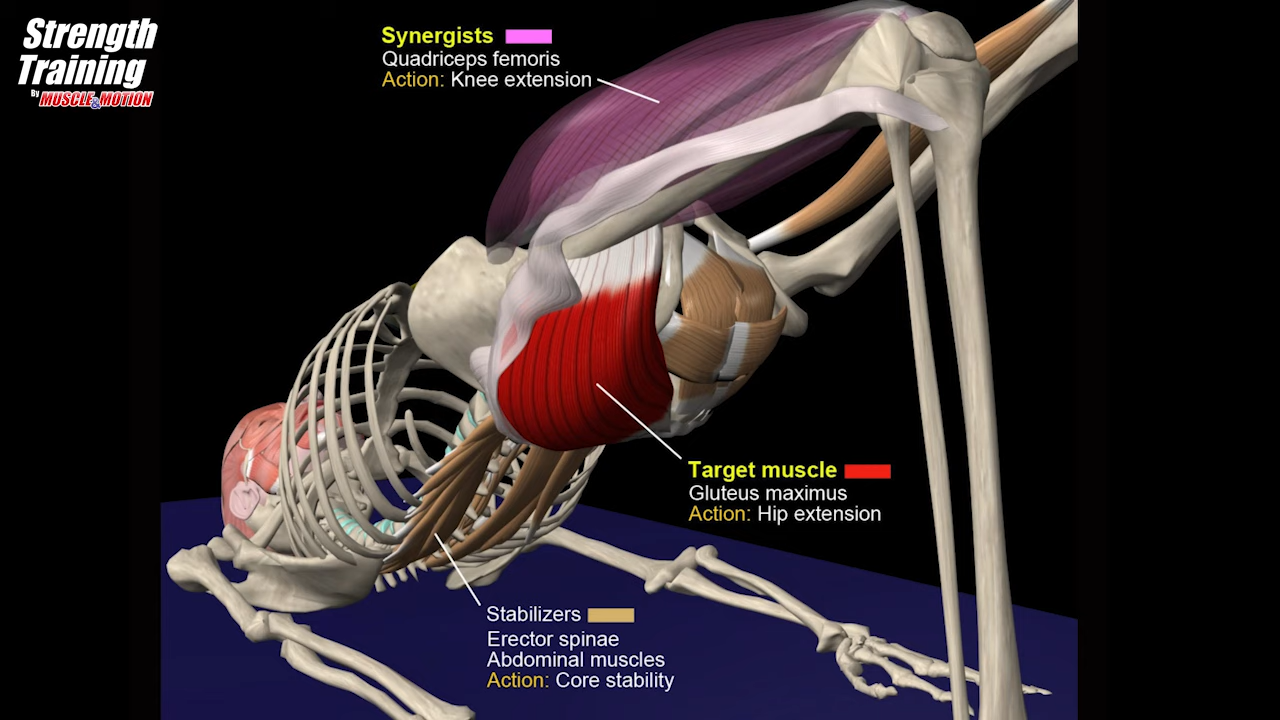 Strength
Training
By MUSCLE & MOTION
Synergists
Quadriceps femoris
Action: Knee extension
Target muscle
Gluteus maximus
Action: Hip extension
Stabilizers
Erector spinae
Abdominal muscles
Action: Core stability